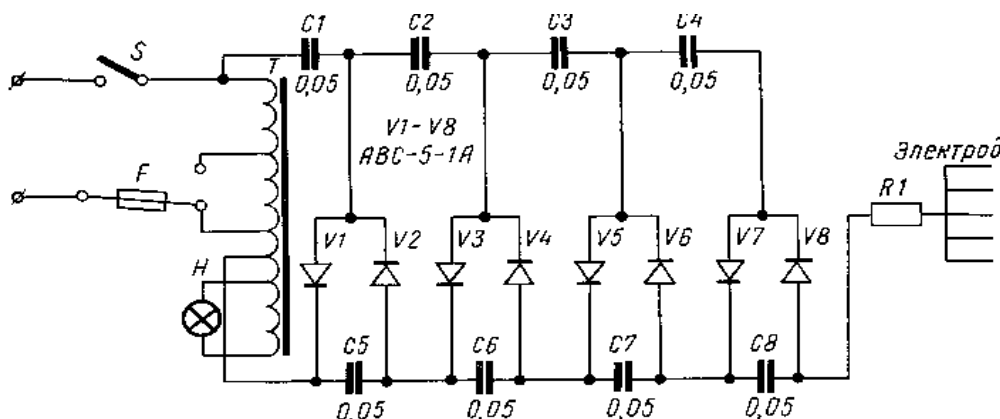 C1 C2 C3 C4
S T
0,05 0,05 0,05 0,05
V1-V8
АВС-5-1А
Электрод
F R1
V1 V2 V3 V4 V5 V6 V7 V8
H
C5 C6 C7 C8
0,05 0,05 0,05 0,05